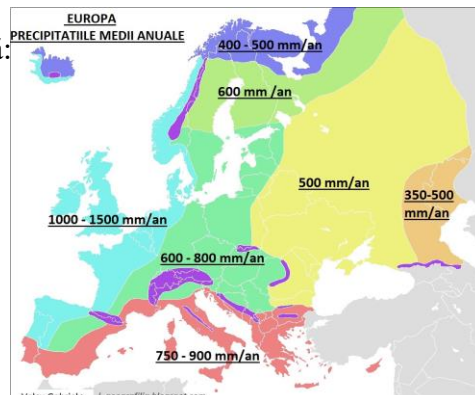 EUROPA
PRECIPITATIILE MEDII ANUALE
400 - 500 mm/an
600 mm /an
500 mm/an
350-500
mm/an
1000 - 1500 mm/an
600 - 800 mm/an
750 - 900 mm/an